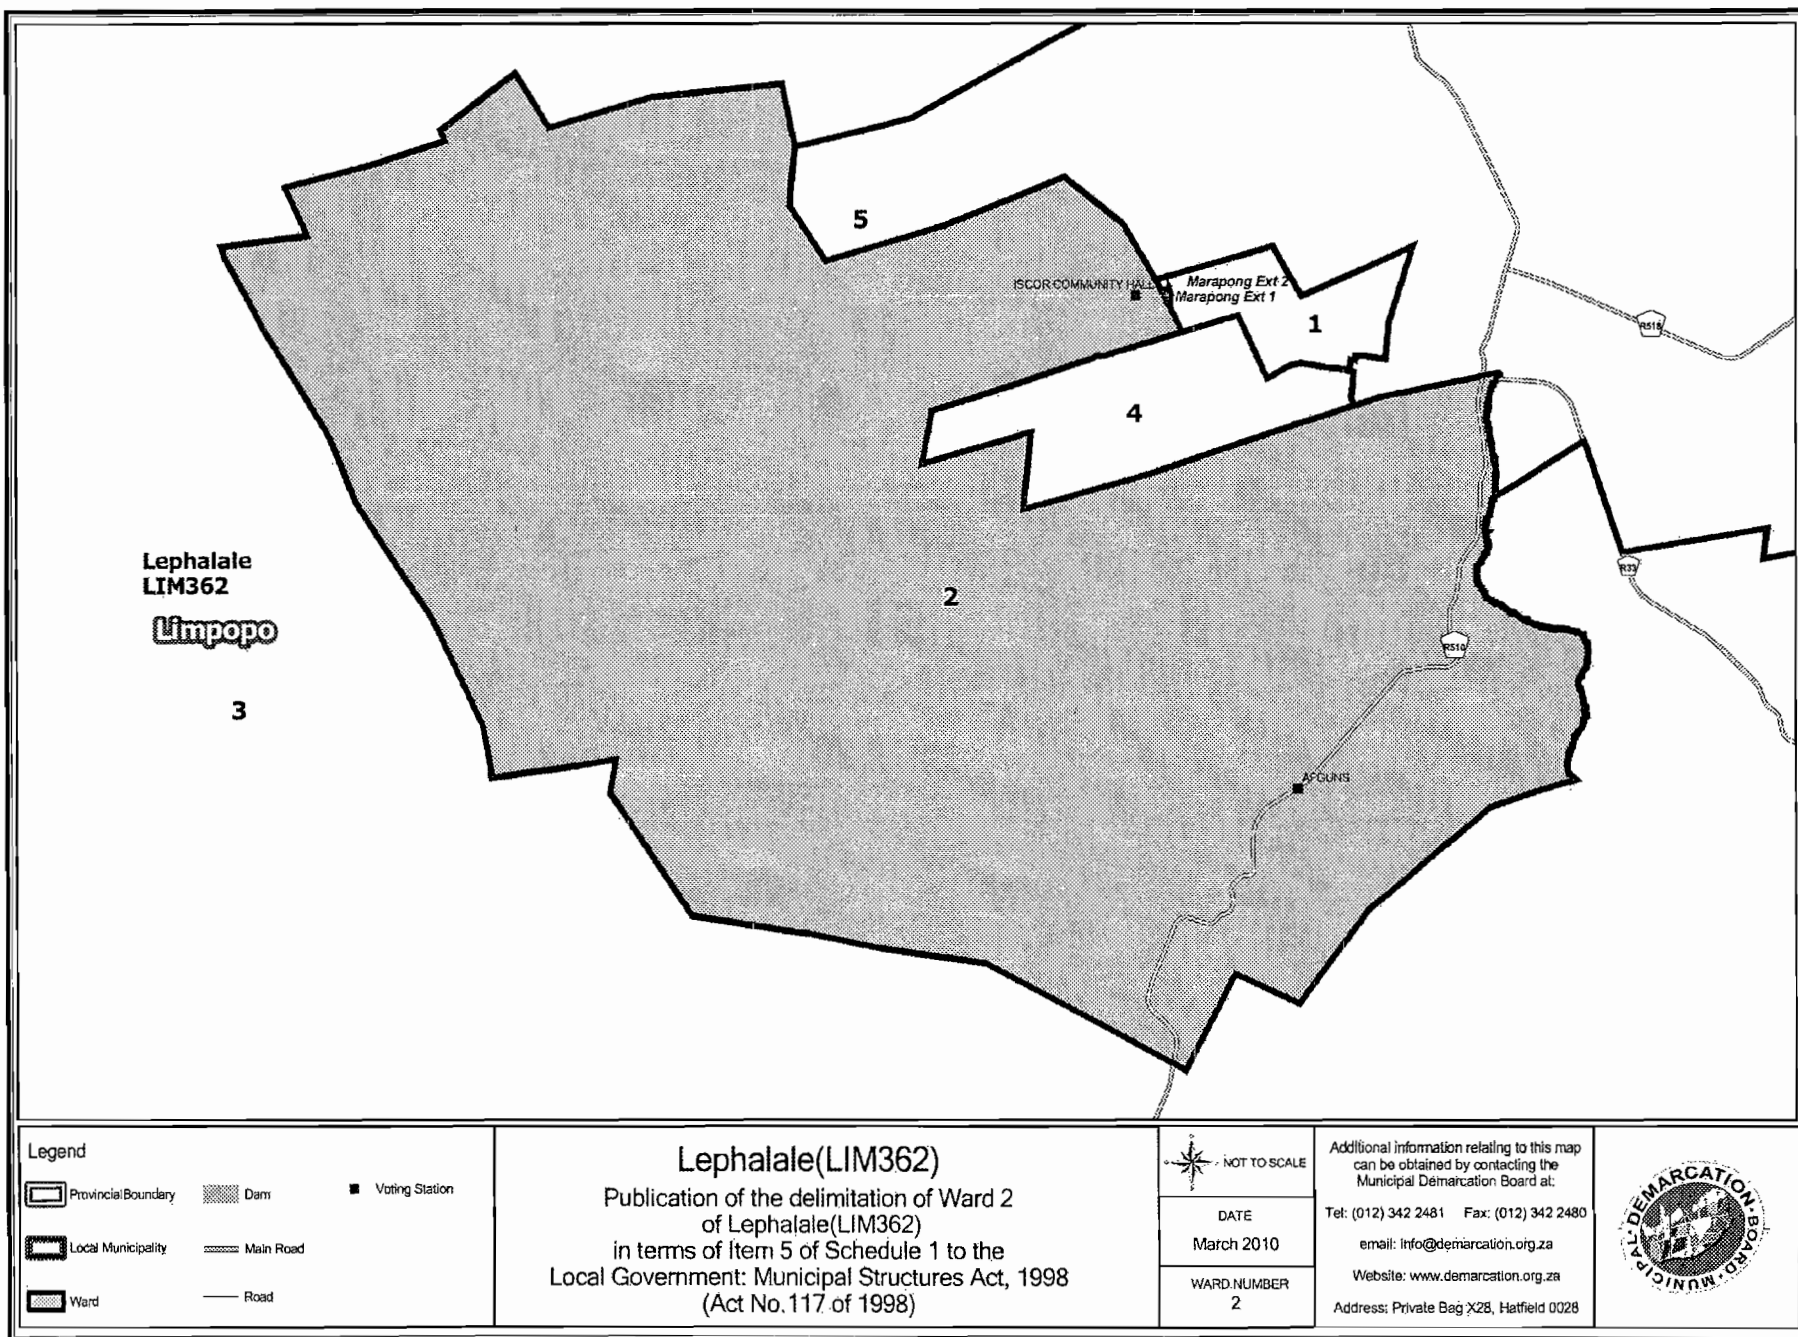 5
ISCOR COMMUNITY HALL
Marapong Ext 2
Marapong Ext 1
1
R518
4
Lephalale
LIM362
Limpopo
2
R33
R510
3
AFGUNS
Legend
Provincial Boundary
Dam
Voting Station
Local Municipality
Main Road
Ward
Road
Lephalale(LIM362)
Publication of the delimitation of Ward 2
of Lephalale(LIM362)
in terms of Item 5 of Schedule 1 to the
Local Government: Municipal Structures Act, 1998
(Act No.117 of 1998)
NOT TO SCALE
DATE
March 2010
WARD NUMBER
2
Additional information relating to this map
can be obtained by contacting the
Municipal Demarcation Board at:
Tel: (012) 342 2481 Fax: (012) 342 2480
email: info@demarcation.org.za
Website: www.demarcation.org.za
Address: Private Bag X28, Hatfield 0028
MUNICIPAL DEMARCATION BOARD